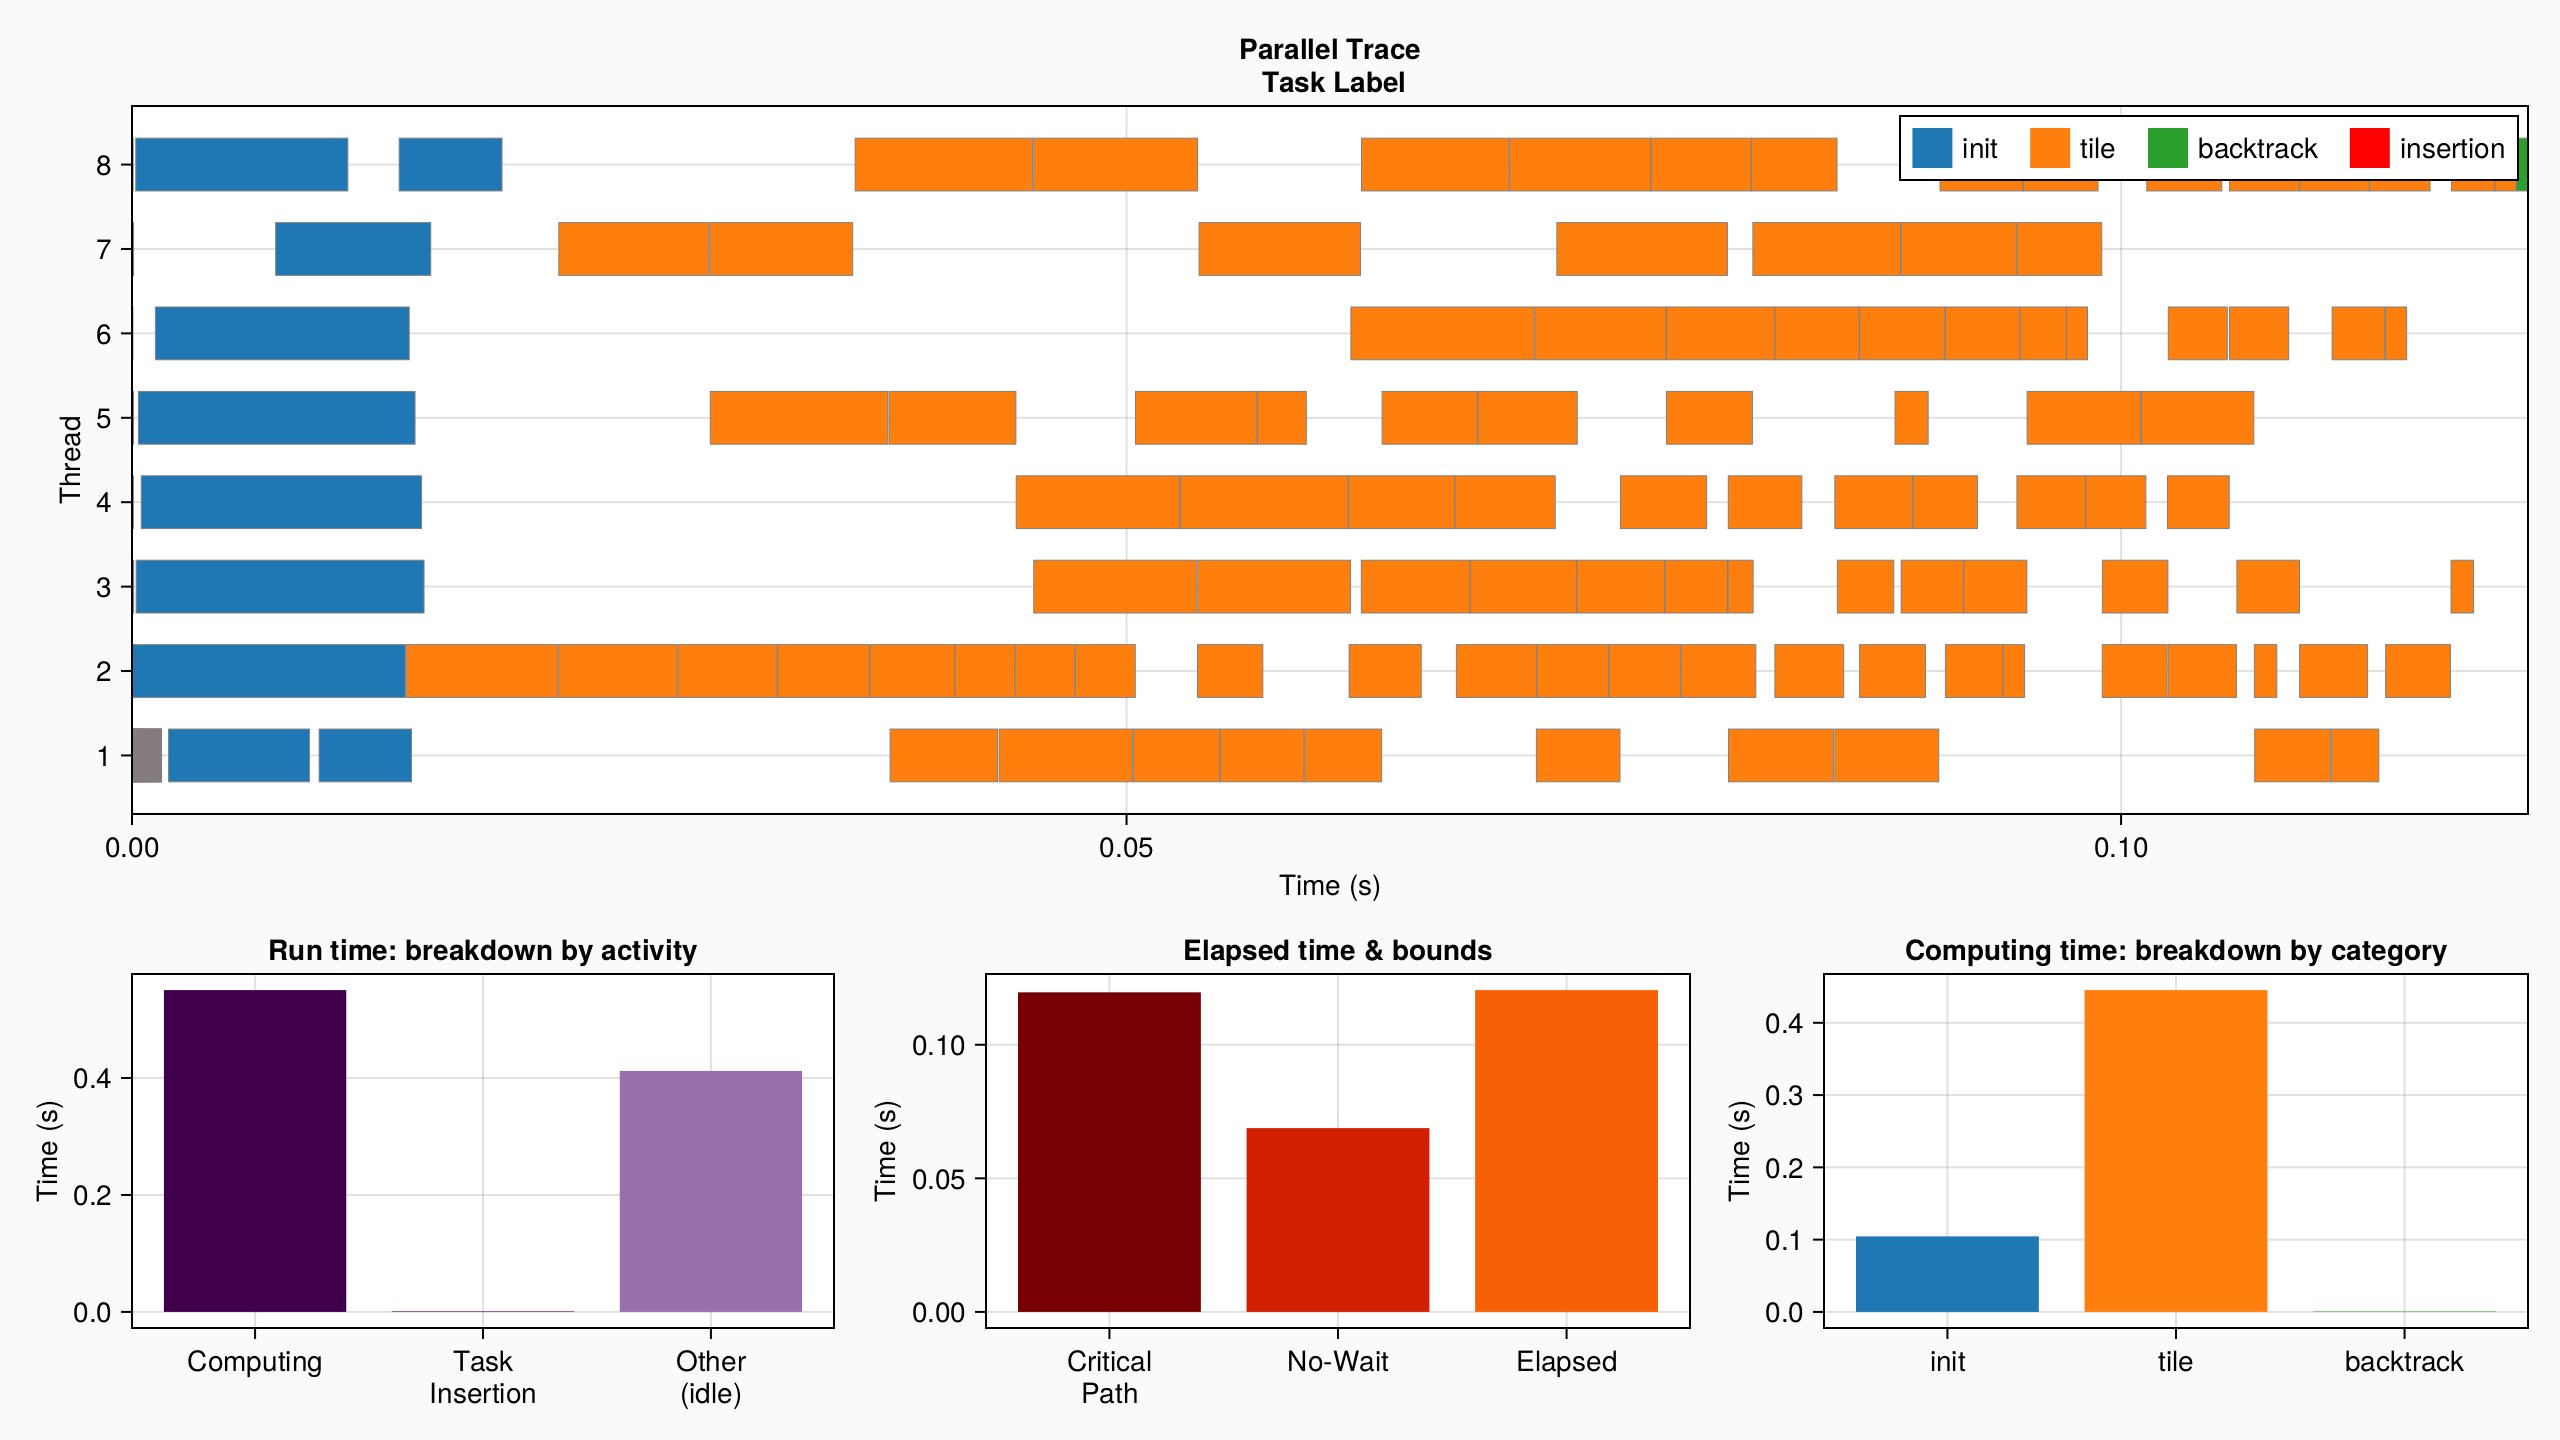 Parallel Trace
Task Label
init
tile
backtrack
insertion
Thread
8
7
6
5
4
3
2
1
0.00
0.05
0.10
Time (s)
Run time: breakdown by activity
Time (s)
0.4
0.2
0.0
Computing
Task
Insertion
Other
(idle)
Elapsed time & bounds
Time (s)
0.10
0.05
0.00
Critical
Path
No-Wait
Elapsed
Computing time: breakdown by category
Time (s)
0.4
0.3
0.2
0.1
0.0
init
tile
backtrack